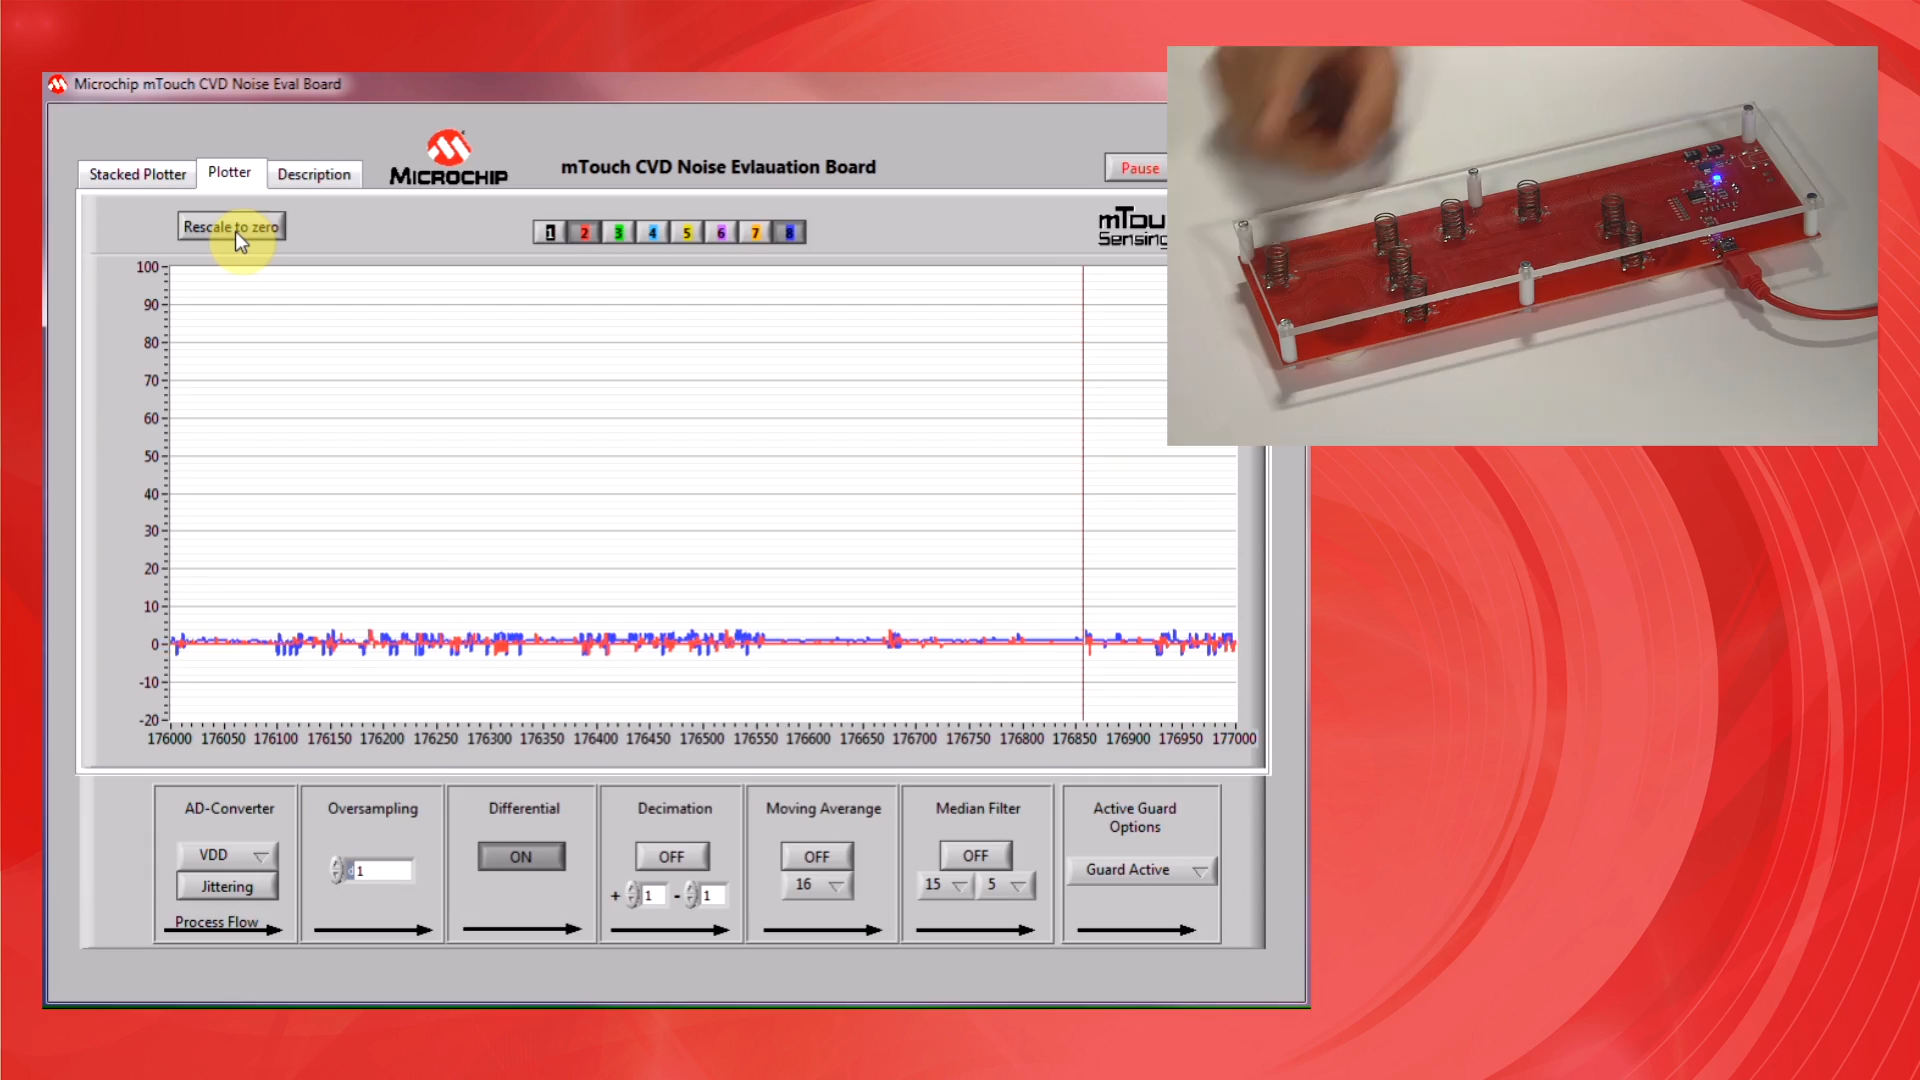 Microchip mTouch CVD Noise Eval Board
MICROCHIP
mTouch CVD Noise Evlauation Board
Stacked Plotter
Plotter
Description
Pause
Rescale to zero
1 2 3 4 5 6 7 8
Sensing
100
90
80
70
60
50
40
30
20
10
0
-10
-20
176000 176050 176100 176150 176200 176250 176300 176350 176400 176450 176500 176550 176600 176650 176700 176750 176800 176850 176900 176950 177000
AD-Converter
VDD
Jittering
Process Flow
Oversampling
1
Differential
ON
Decimation
OFF
+ 1 - 1
Moving Averange
OFF
16
Median Filter
OFF
15 5
Active Guard
Options
Guard Active